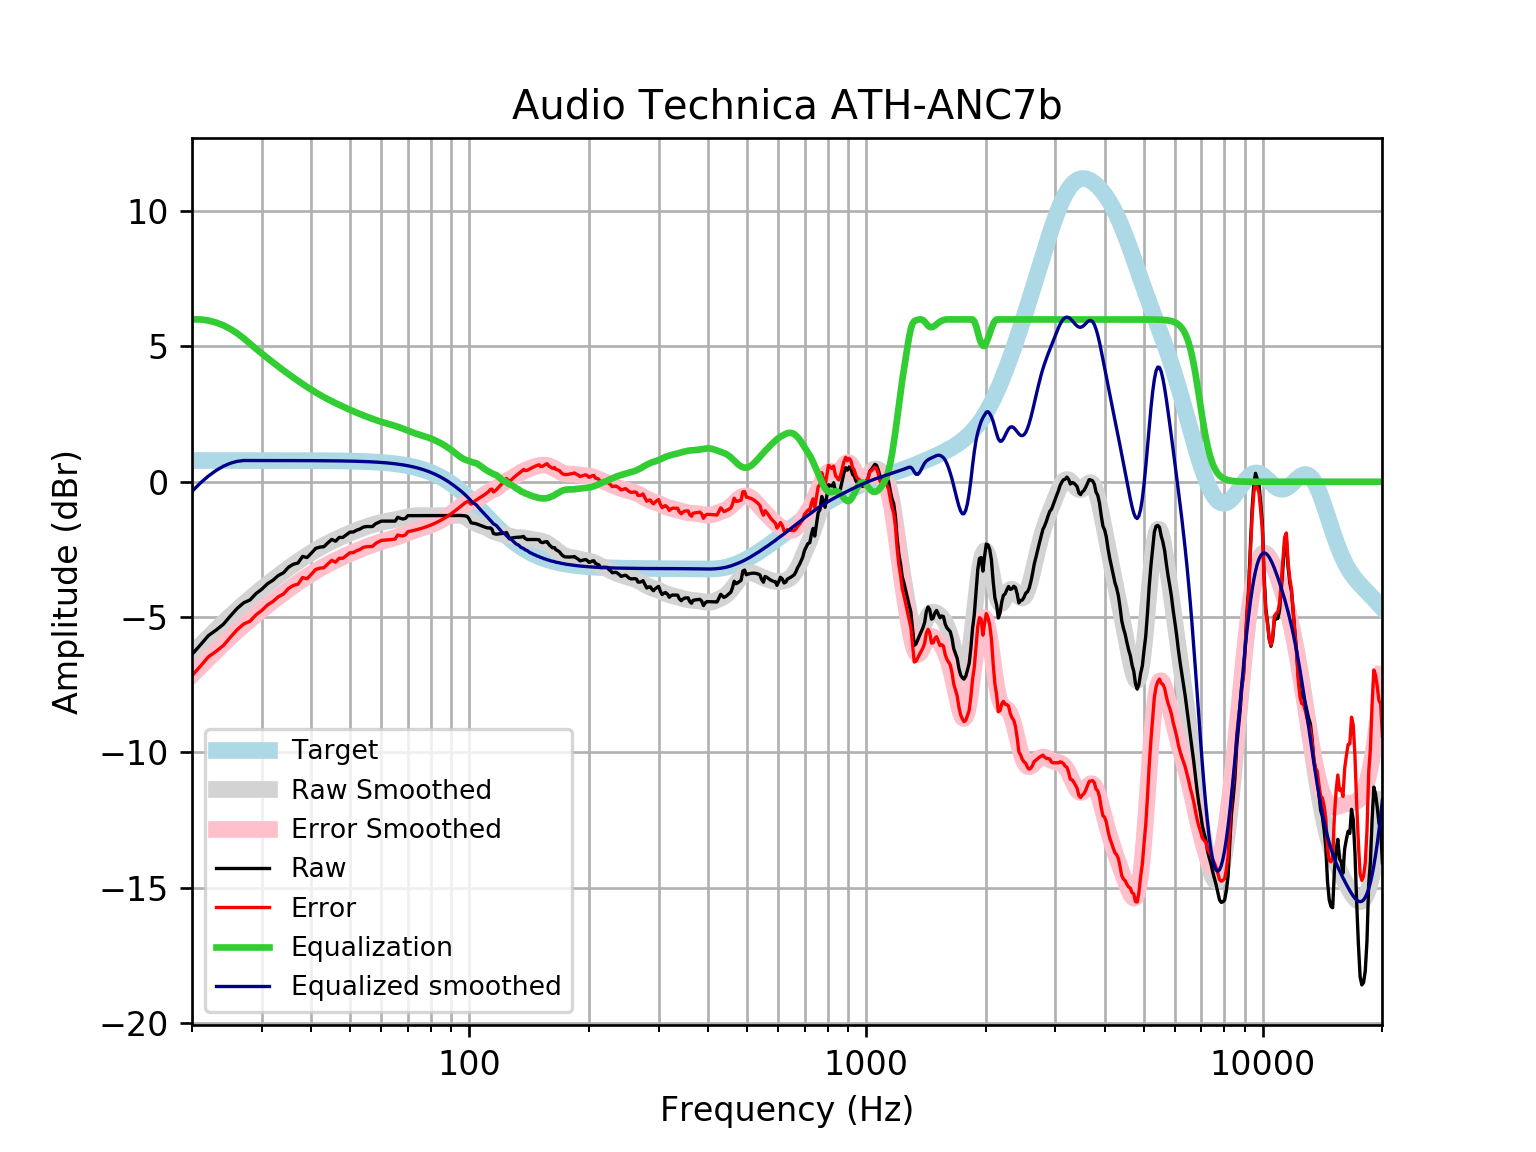 Audio Technica ATH-ANC7b
10
5
0
−5
−10
−15
−20
Amplitude (dBr)
Target
Raw Smoothed
Error Smoothed
Raw
Error
Equalization
Equalized smoothed
100 1000 10000
Frequency (Hz)